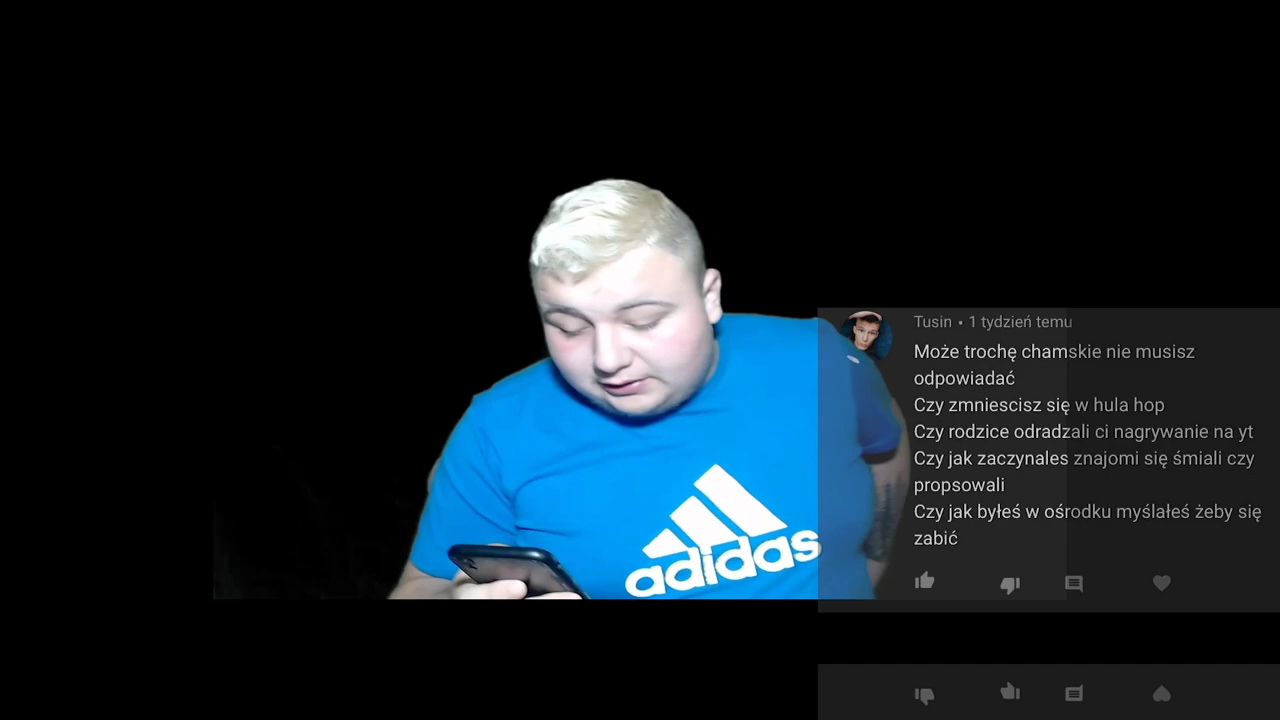 Tusin • 1 tydzień temu
Może trochę chamskie nie musisz
odpowiadać
Czy zmniescisz się w hula hop
Czy rodzice odradzali ci nagrywanie na yt
Czy jak zaczynales znajomi się śmiali czy
propsowali
Czy jak byłeś w ośrodku myślałeś żeby się
zabić
adidas